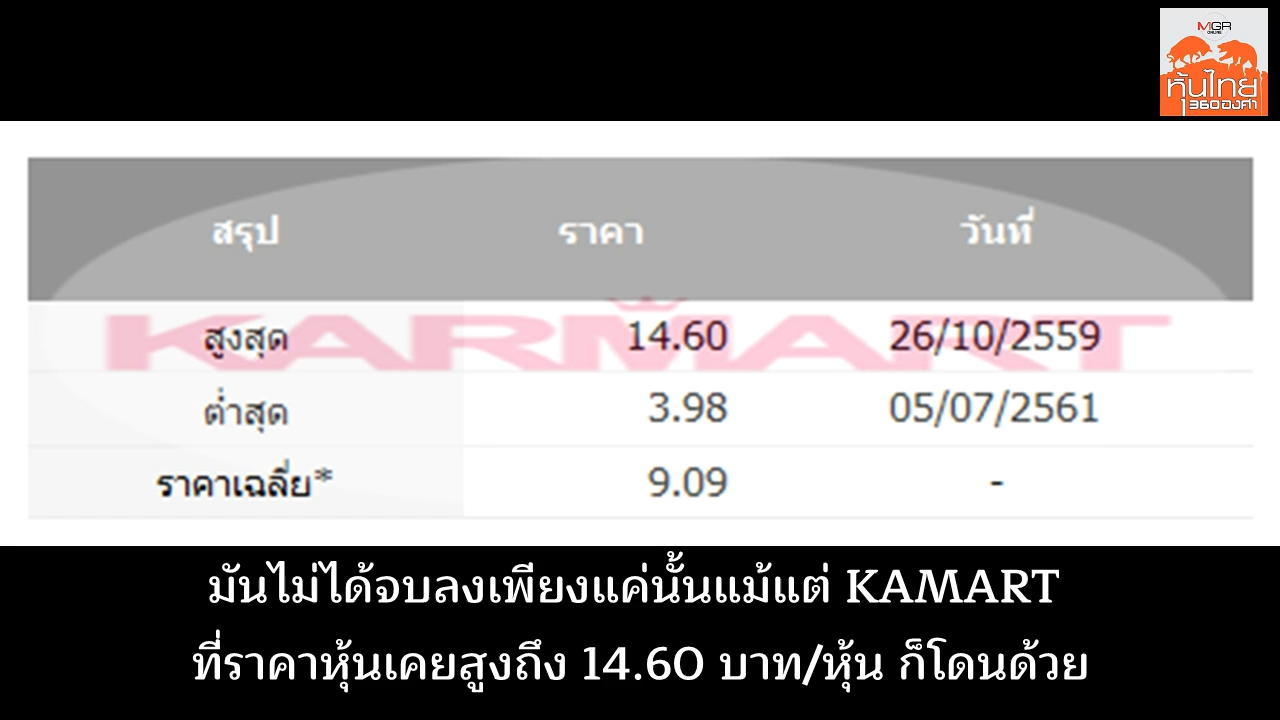 MGR
ONLINE
หุ้นไทย
360องศา
สรุป ราคา วันที่
KARMART
สูงสุด 14.60 26/10/2559
ต่ำสุด 3.98 05/07/2561
ราคาเฉลี่ย* 9.09 -
มันไม่ได้จบลงเพียงแค่นั้นแม้แต่ KAMART
ที่ราคาหุ้นเคยสูงถึง 14.60 บาท/หุ้น ก็โดนด้วย